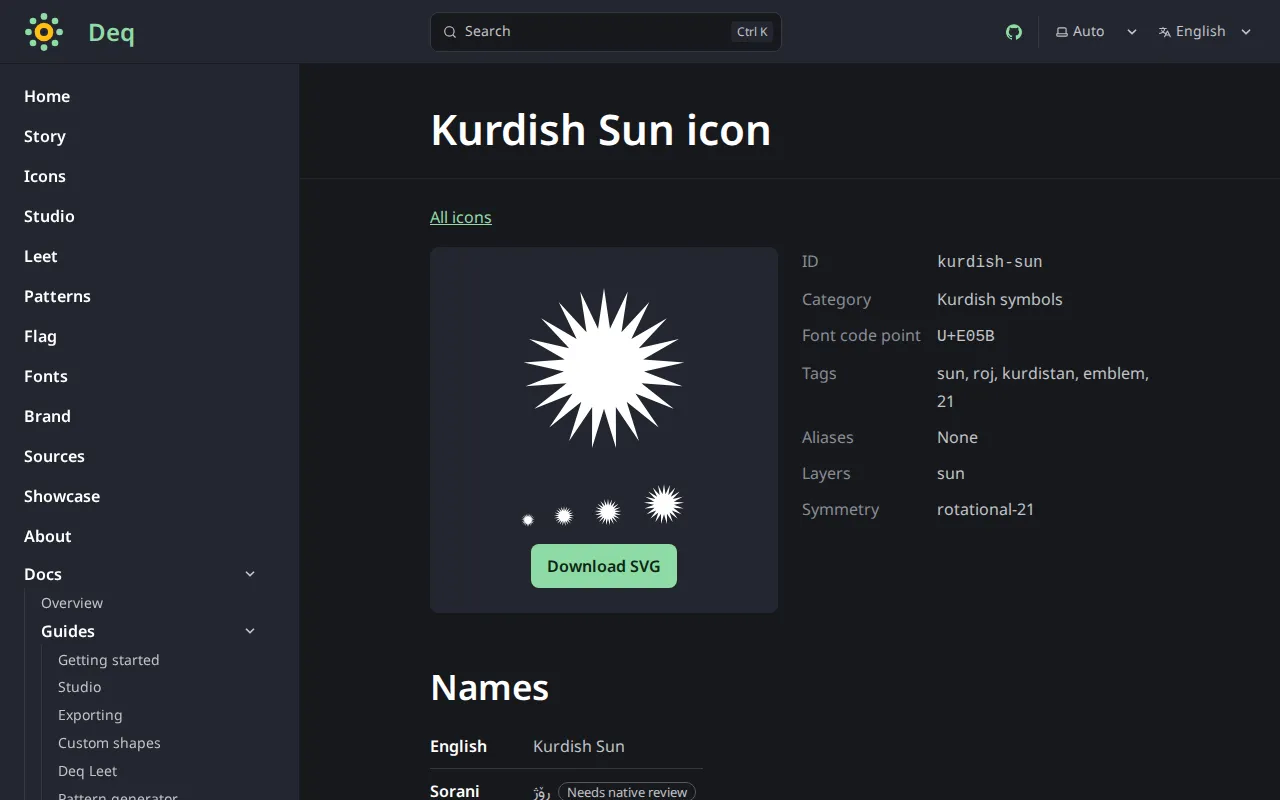 Deq
Search
Ctrl K
Auto
English
Home
Story
Icons
Studio
Leet
Patterns
Flag
Fonts
Brand
Sources
Showcase
About
Docs
Overview
Guides
Getting started
Studio
Exporting
Custom shapes
Deq Leet
Pattern generator
Kurdish Sun icon
All icons
Download SVG
ID kurdish-sun
Category Kurdish symbols
Font code point U+E05B
Tags sun, roj, kurdistan, emblem,
21
Aliases None
Layers sun
Symmetry rotational-21
Names
English Kurdish Sun
Sorani ڕۆژ Needs native review